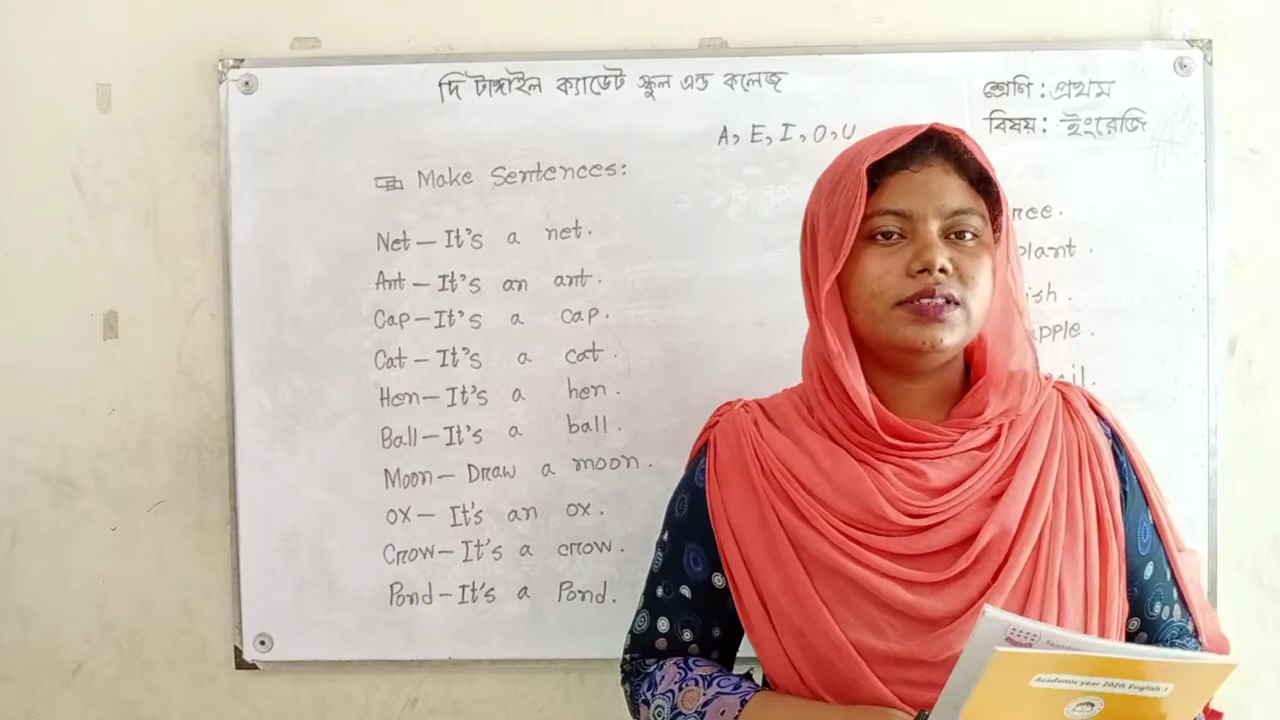 দি টাঙ্গাইল ক্যাডেট স্কুল এন্ড কলেজ
শ্রেণি : প্রথম
বিষয় : ইংরেজি
A, E, I, O, U
Make Sentences:
Net – It's a net.
Ant – It's an ant.
Cap – It's a cap.
Cat – It's a cat.
Hen – It's a hen.
Ball – It's a ball.
Moon – Draw a moon.
OX – It's an ox.
Crow – It's a crow.
Pond – It's a Pond.
plant.
Academic year 2020, English 1